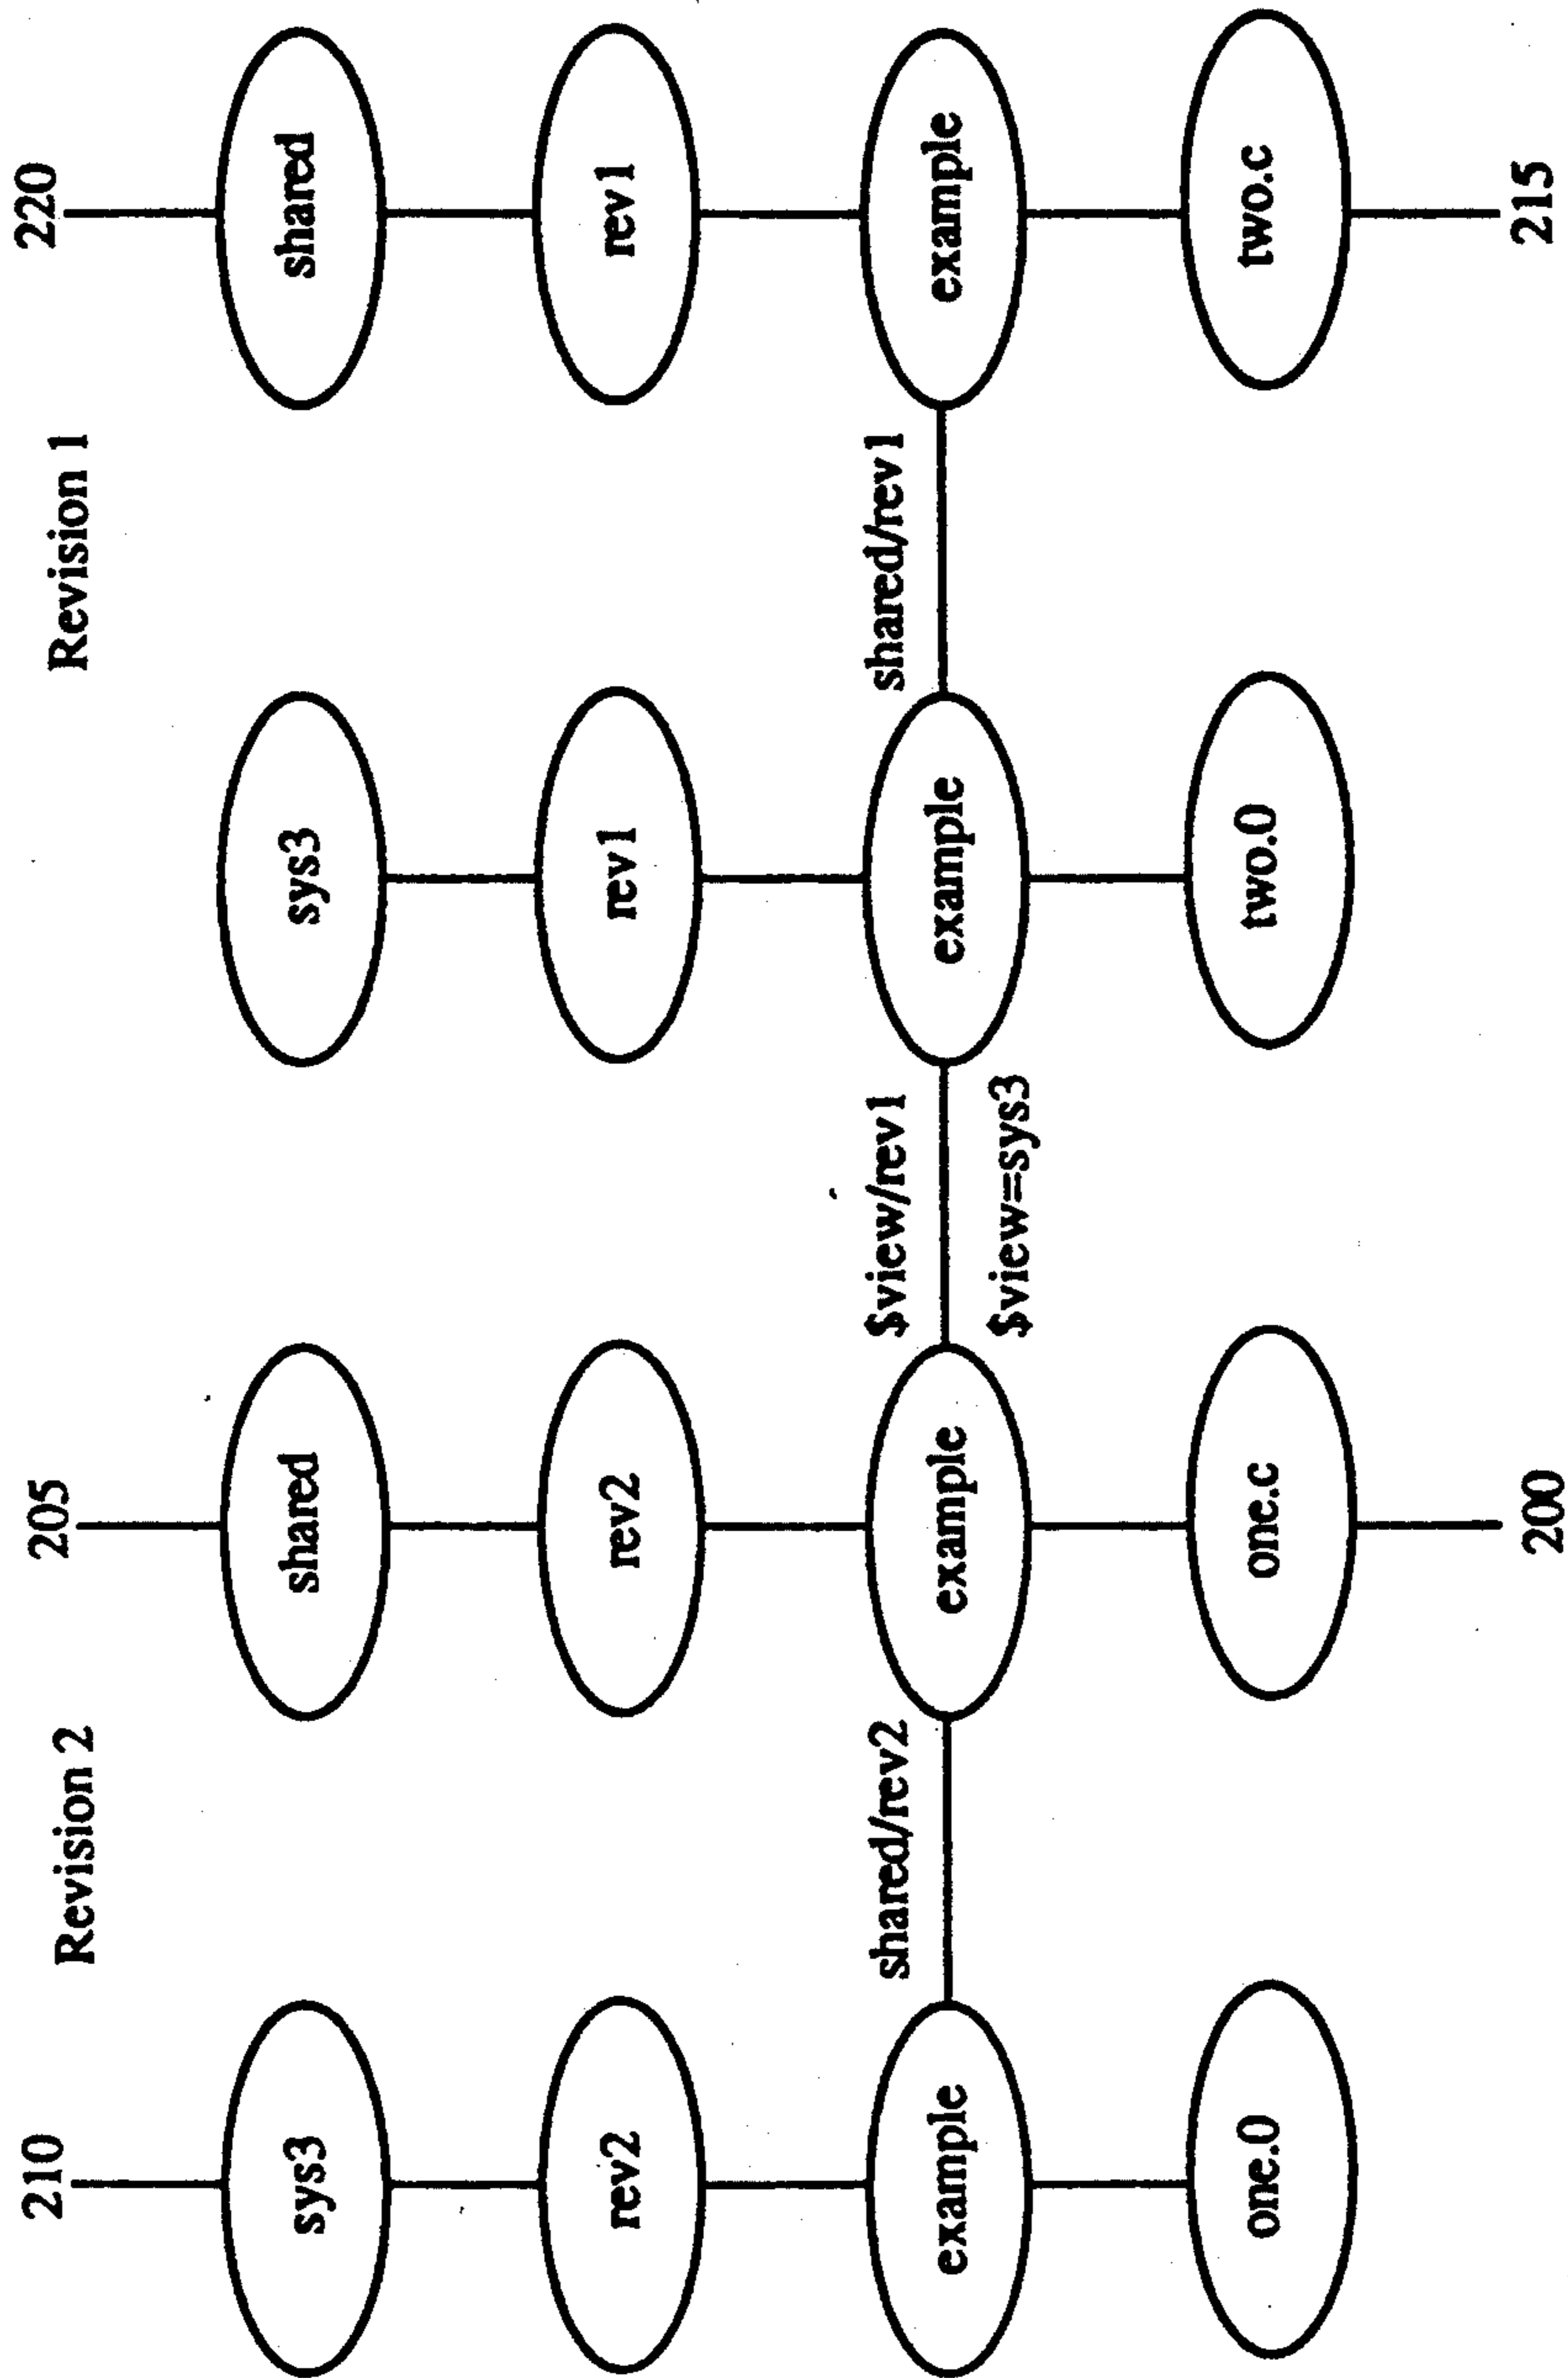 Revision 2
Revision 1
210
205
220
sys3
shared
sys3
shared
rev2
rev2
rev1
rev1
shared/rev2
$view/rev1
shared/rev1
example
example
example
example
$view=sys3
one.0
one.c
two.0
two.c
200
215